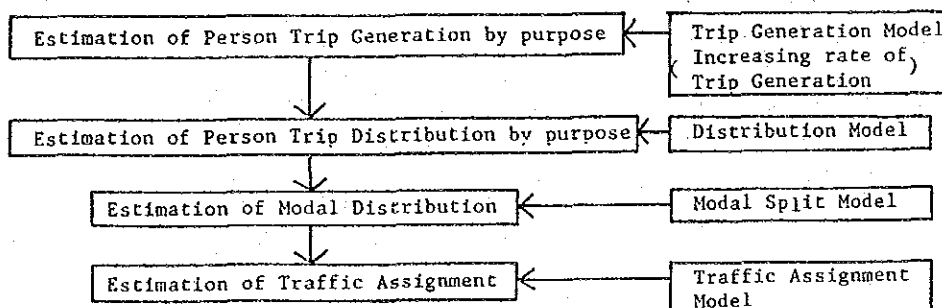 Estimation of Person Trip Generation by purpose
Trip Generation Model
(Increasing rate of)
Trip Generation
Estimation of Person Trip Distribution by purpose
Distribution Model
Estimation of Modal Distribution
Modal Split Model
Estimation of Traffic Assignment
Traffic Assignment
Model